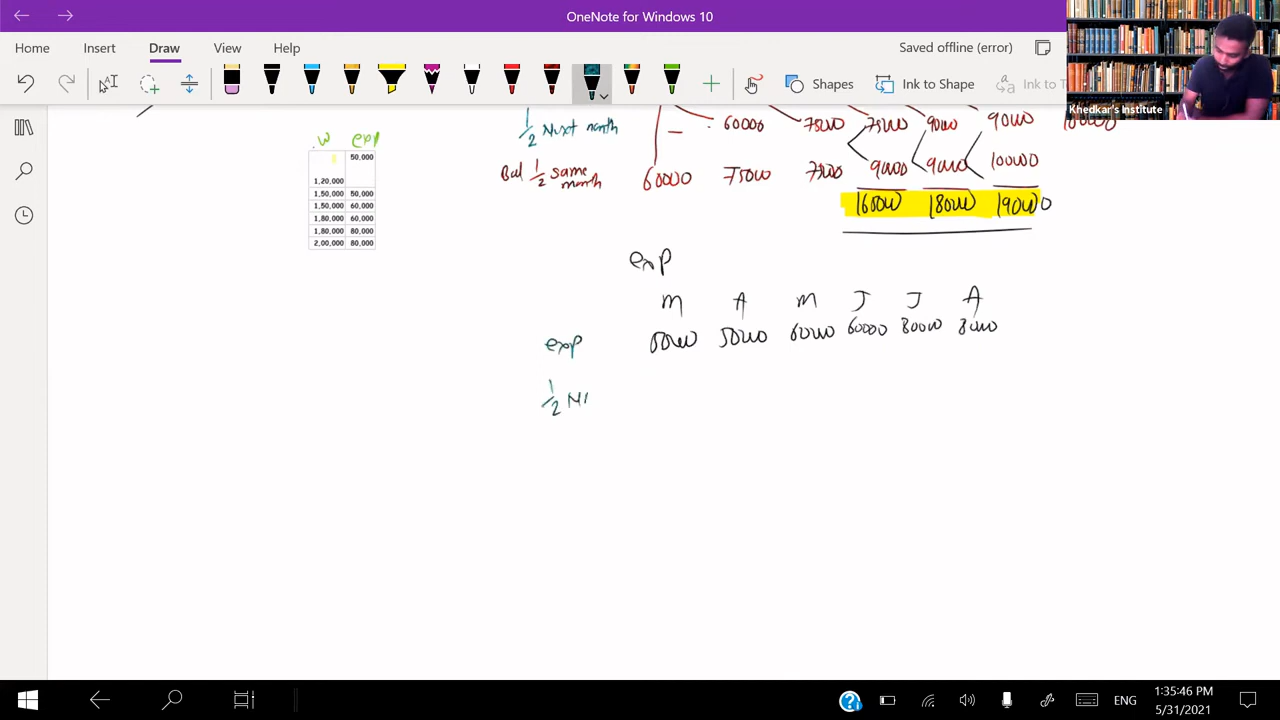 OneNote for Windows 10
Home Insert Draw View Help
Saved offline (error)
Shapes Ink to Shape Ink to T
Khedkar's Institute
1/2 Next month 60000 75000 75000 90000 90000 100000
Bal 1/2 same month 60000 75000 75000 90000 90000 100000
165000 180000 190000
W exp
50,000
1,20,000
1,50,000 50,000
1,50,000 60,000
1,80,000 60,000
1,80,000 80,000
2,00,000 80,000
exp
M A M J J A
exp 50000 50000 60000 60000 80000 80000
1/2
ENG
1:35:46 PM
5/31/2021